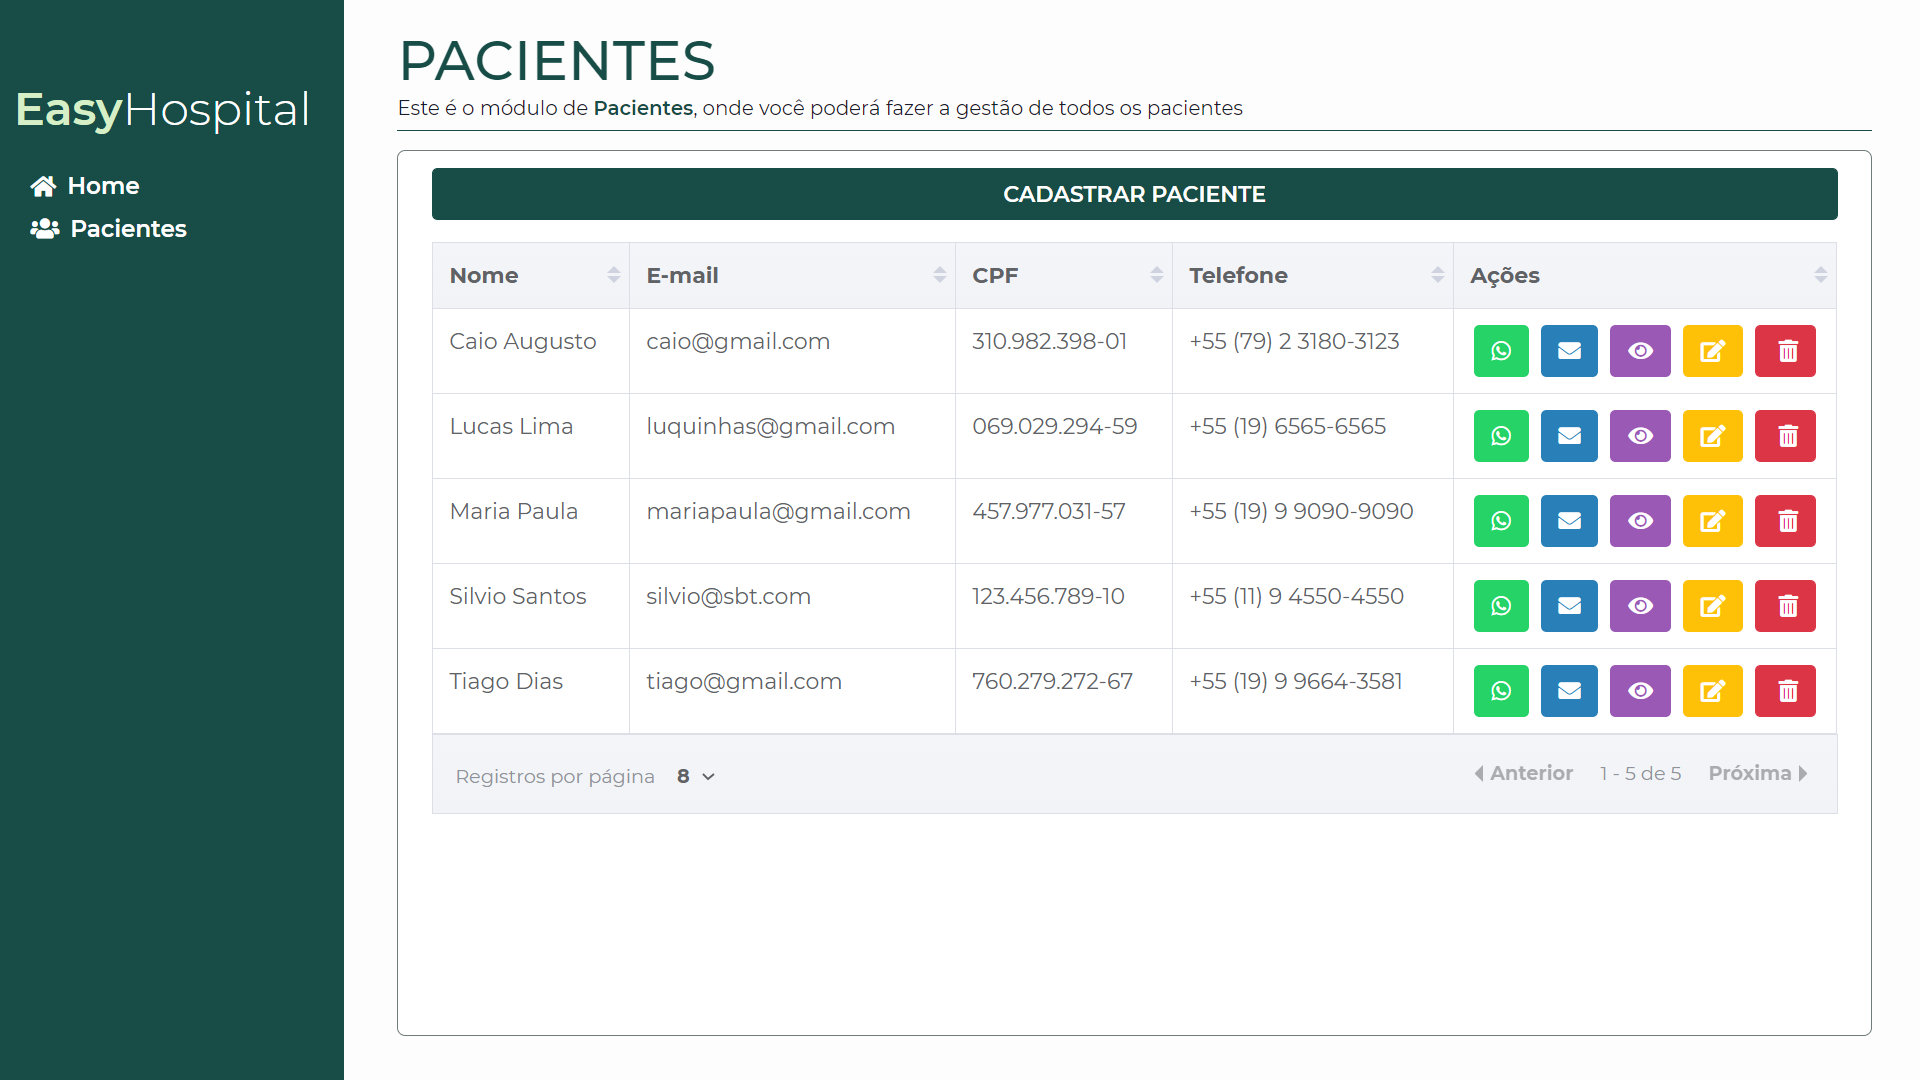 EasyHospital
Home
Pacientes
PACIENTES
Este é o módulo de Pacientes, onde você poderá fazer a gestão de todos os pacientes
CADASTRAR PACIENTE
Nome E-mail CPF Telefone Ações
Caio Augusto caio@gmail.com 310.982.398-01 +55 (79) 2 3180-3123
Lucas Lima luquinhas@gmail.com 069.029.294-59 +55 (19) 6565-6565
Maria Paula mariapaula@gmail.com 457.977.031-57 +55 (19) 9 9090-9090
Silvio Santos silvio@sbt.com 123.456.789-10 +55 (11) 9 4550-4550
Tiago Dias tiago@gmail.com 760.279.272-67 +55 (19) 9 9664-3581
Registros por página 8 Anterior 1 - 5 de 5 Próxima